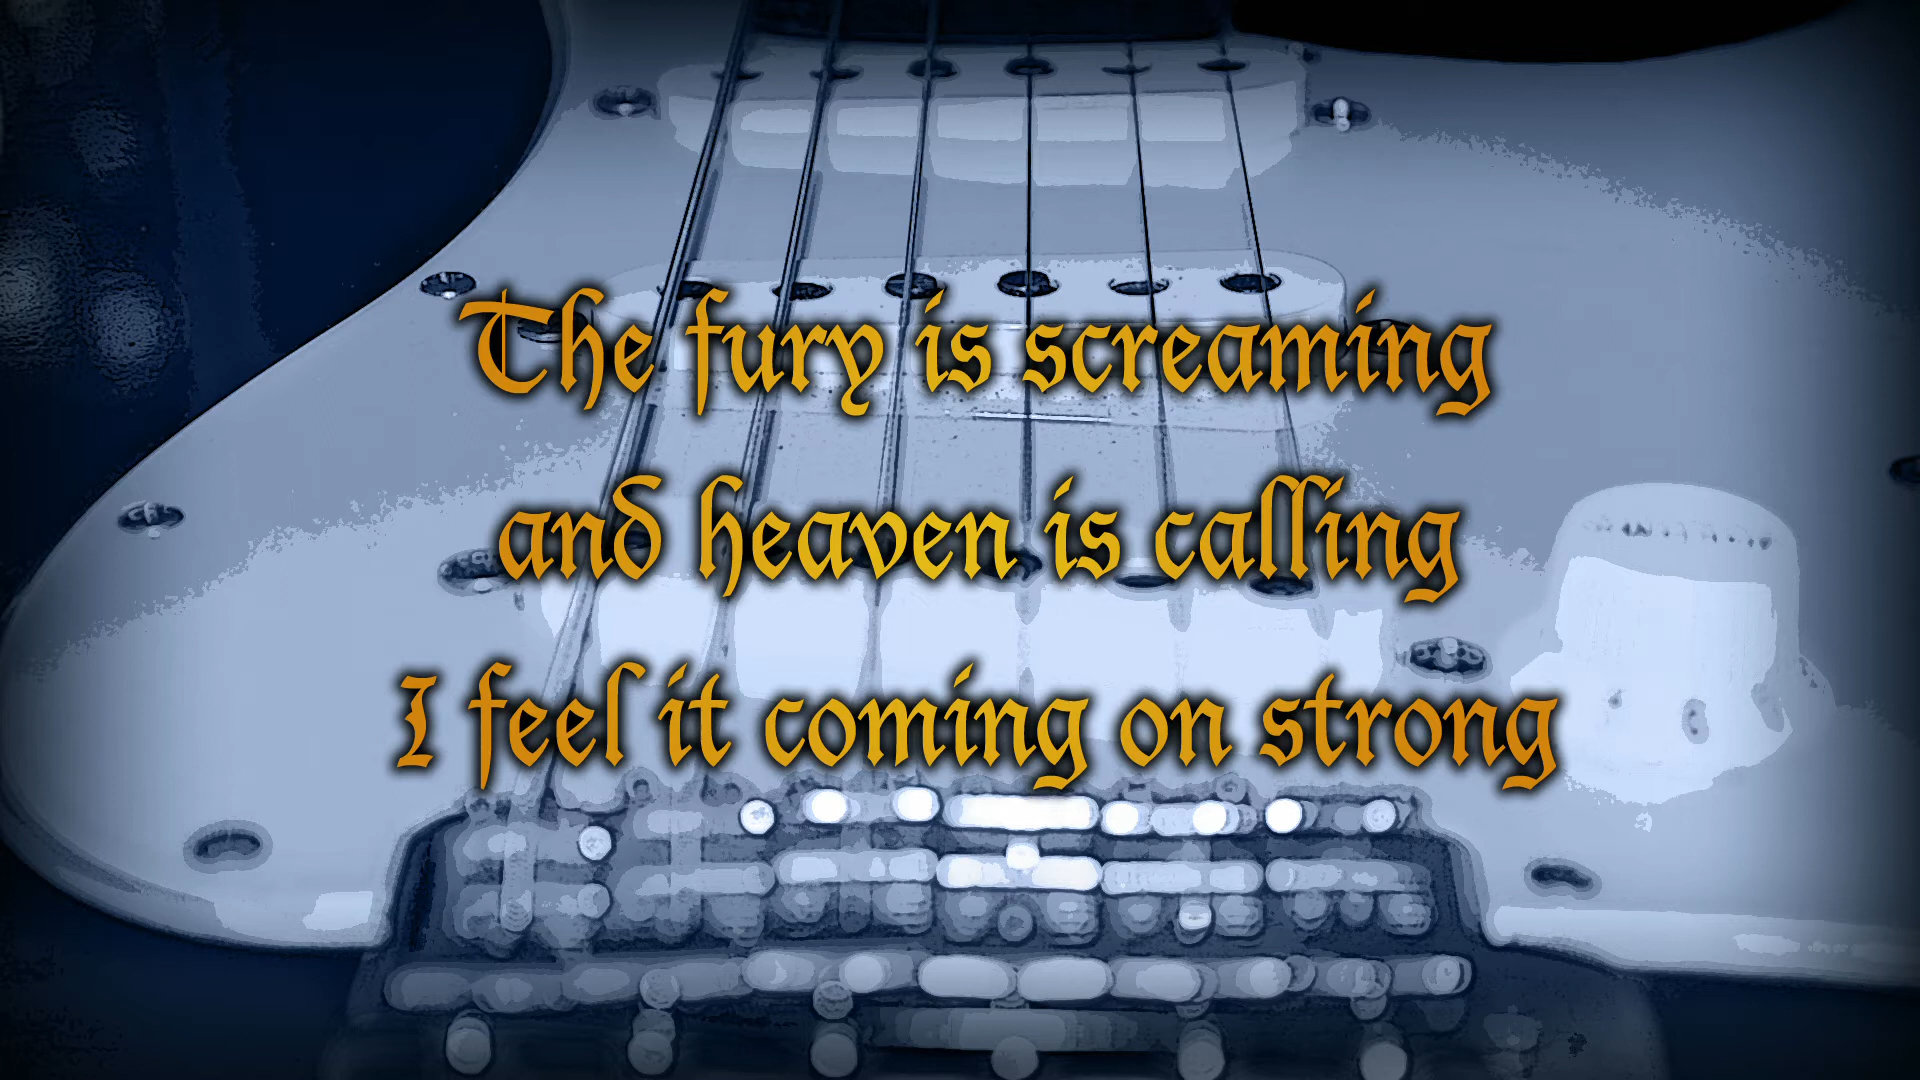 The fury is screaming
and heaven is calling
I feel it coming on strong